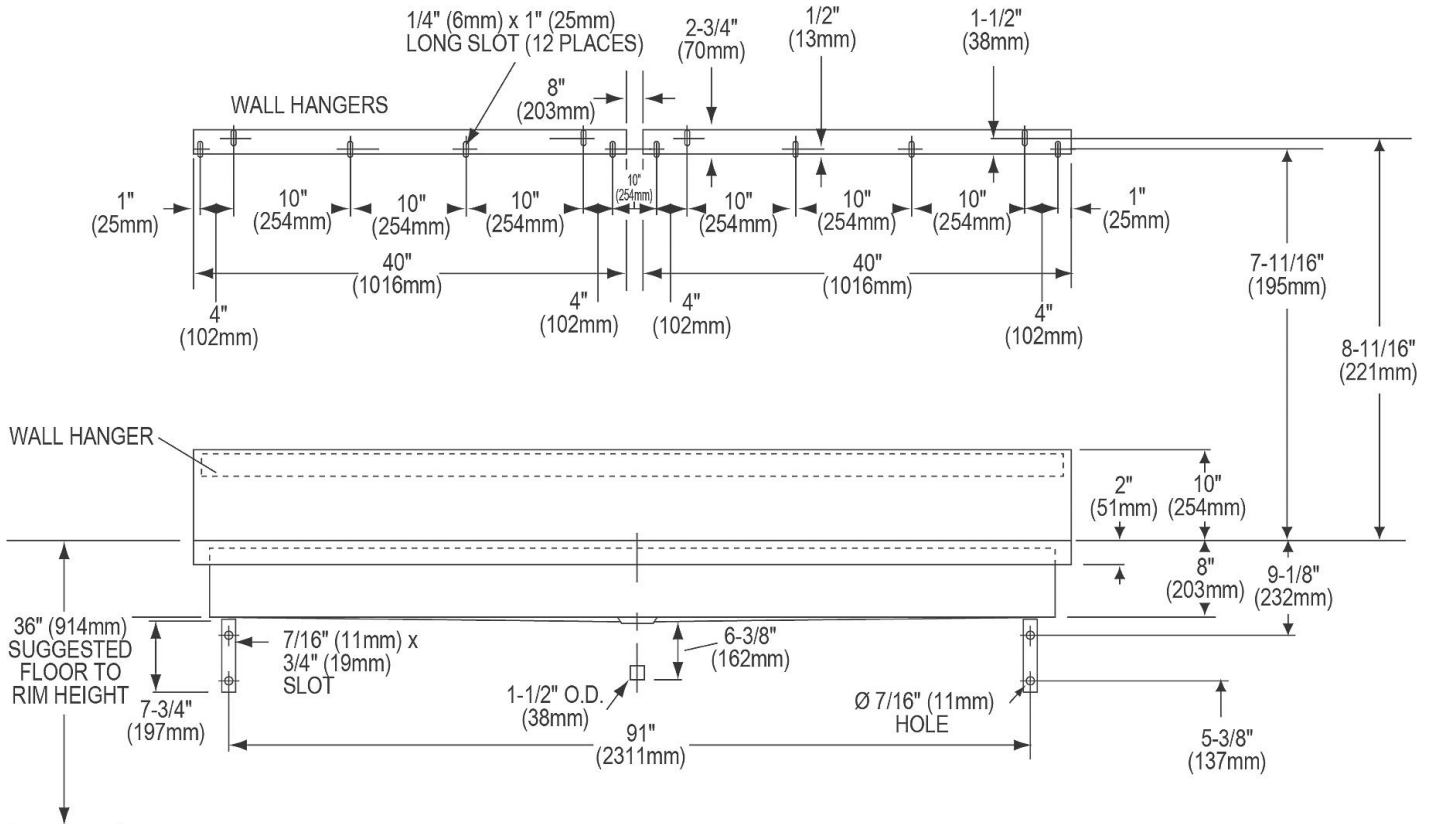 1/4" (6mm) x 1" (25mm)
LONG SLOT (12 PLACES)
2-3/4"
(70mm)
1/2"
(13mm)
1-1/2"
(38mm)
8"
(203mm)
WALL HANGERS
1"
(25mm)
10"
(254mm)
10"
(254mm)
10"
(254mm)
10"
(254mm)
10"
(254mm)
10"
(254mm)
10"
(254mm)
1"
(25mm)
40"
(1016mm)
40"
(1016mm)
7-11/16"
(195mm)
4"
(102mm)
4"
(102mm)
4"
(102mm)
4"
(102mm)
8-11/16"
(221mm)
WALL HANGER
2"
(51mm)
10"
(254mm)
8"
(203mm)
9-1/8"
(232mm)
36" (914mm)
SUGGESTED
FLOOR TO
RIM HEIGHT
7-3/4"
(197mm)
7/16" (11mm) x
3/4" (19mm)
SLOT
6-3/8"
(162mm)
1-1/2" O.D.
(38mm)
Ø 7/16" (11mm)
HOLE
91"
(2311mm)
5-3/8"
(137mm)